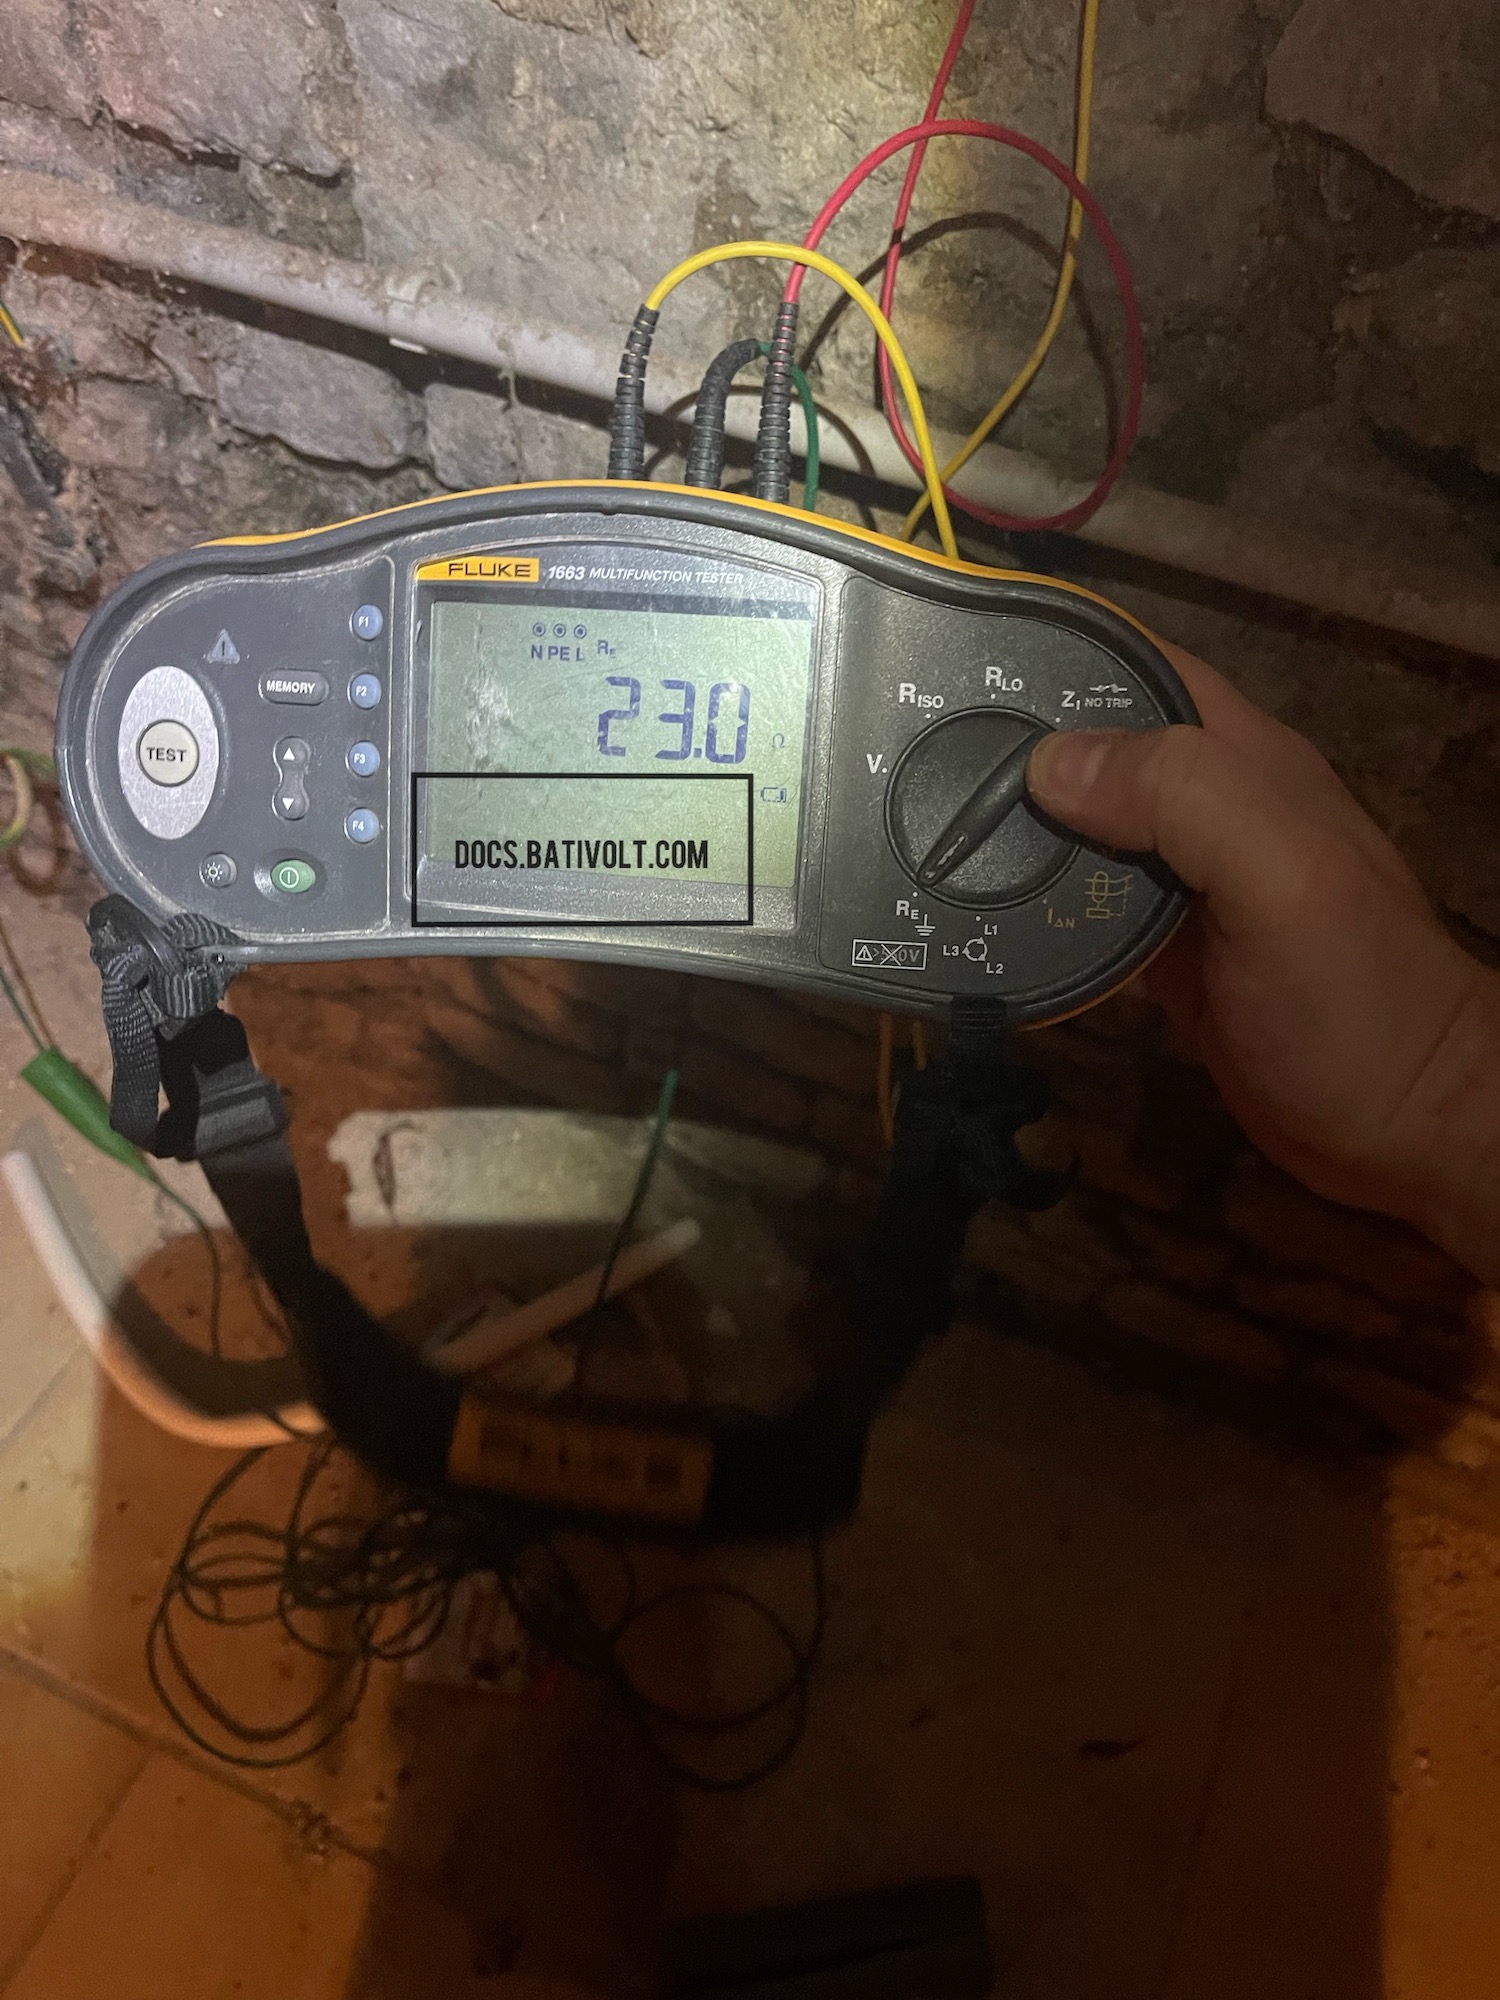 FLUKE 1663 MULTIFUNCTION TESTER
F1
F2
F3
F4
MEMORY
TEST
N PE L RE
23.0 Ω
DOCS.BATIVOLT.COM
V
RISO
RLO
ZI NO TRIP
IΔN
L1
L2
L3
RE